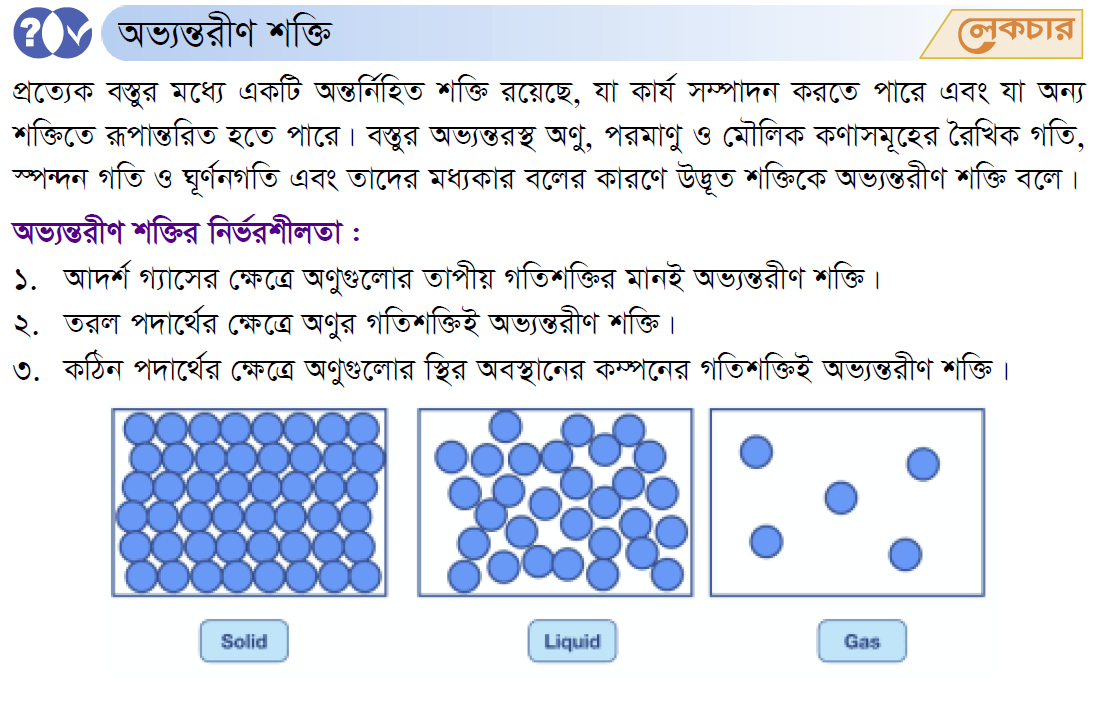 অভ্যন্তরীণ শক্তি
লেকচার
প্রত্যেক বস্তুর মধ্যে একটি অন্তর্নিহিত শক্তি রয়েছে, যা কার্য সম্পাদন করতে পারে এবং যা অন্য
শক্তিতে রূপান্তরিত হতে পারে। বস্তুর অভ্যন্তরস্থ অণু, পরমাণু ও মৌলিক কণাসমূহের রৈখিক গতি,
স্পন্দন গতি ও ঘূর্ণনগতি এবং তাদের মধ্যকার বলের কারণে উদ্ভূত শক্তিকে অভ্যন্তরীণ শক্তি বলে।
অভ্যন্তরীণ শক্তির নির্ভরশীলতা :
১. আদর্শ গ্যাসের ক্ষেত্রে অণুগুলোর তাপীয় গতিশক্তির মানই অভ্যন্তরীণ শক্তি।
২. তরল পদার্থের ক্ষেত্রে অণুর গতিশক্তিই অভ্যন্তরীণ শক্তি।
৩. কঠিন পদার্থের ক্ষেত্রে অণুগুলোর স্থির অবস্থানের কম্পনের গতিশক্তিই অভ্যন্তরীণ শক্তি।
Solid Liquid Gas